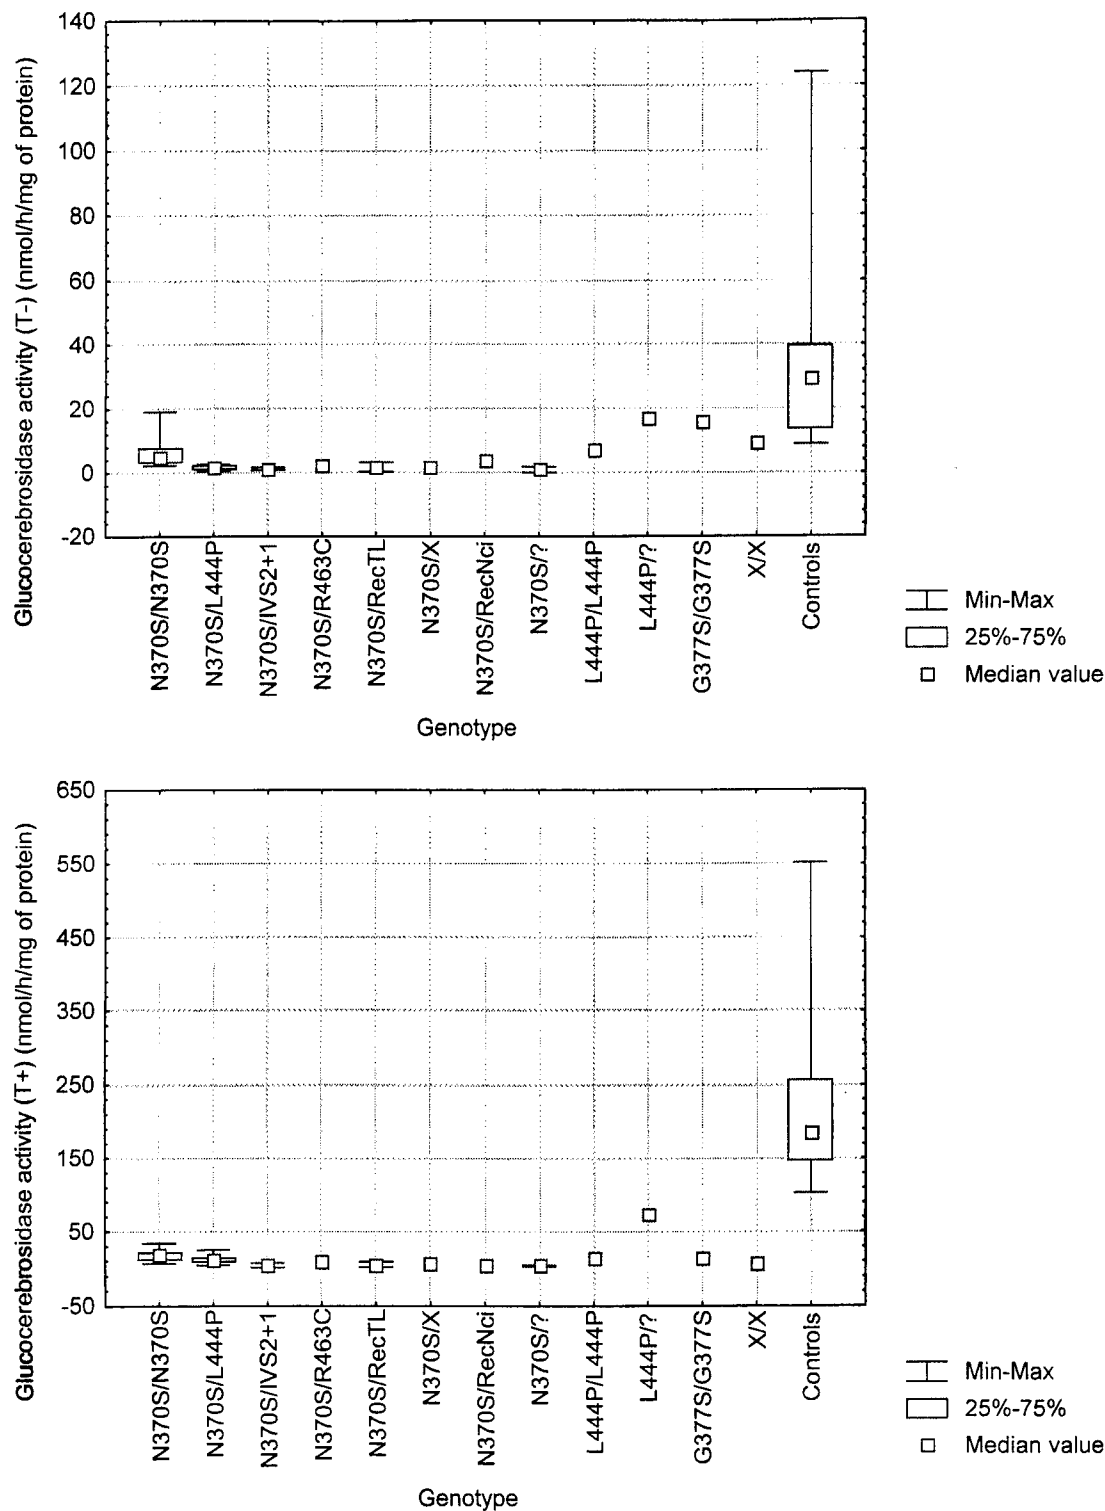 140
120
100
80
60
40
20
0
-20
Glucocerebrosidase activity (T-) (nmol/h/mg of protein)
N370S/N370S
N370S/L444P
N370S/IVS2+1
N370S/R463C
N370S/RecTL
N370S/X
N370S/RecNci
N370S/?
L444P/L444P
L444P/?
G377S/G377S
X/X
Controls
Genotype
Min-Max
25%-75%
Median value
650
550
450
350
250
150
50
-50
Glucocerebrosidase activity (T+) (nmol/h/mg of protein)
N370S/N370S
N370S/L444P
N370S/IVS2+1
N370S/R463C
N370S/RecTL
N370S/X
N370S/RecNci
N370S/?
L444P/L444P
L444P/?
G377S/G377S
X/X
Controls
Genotype
Min-Max
25%-75%
Median value